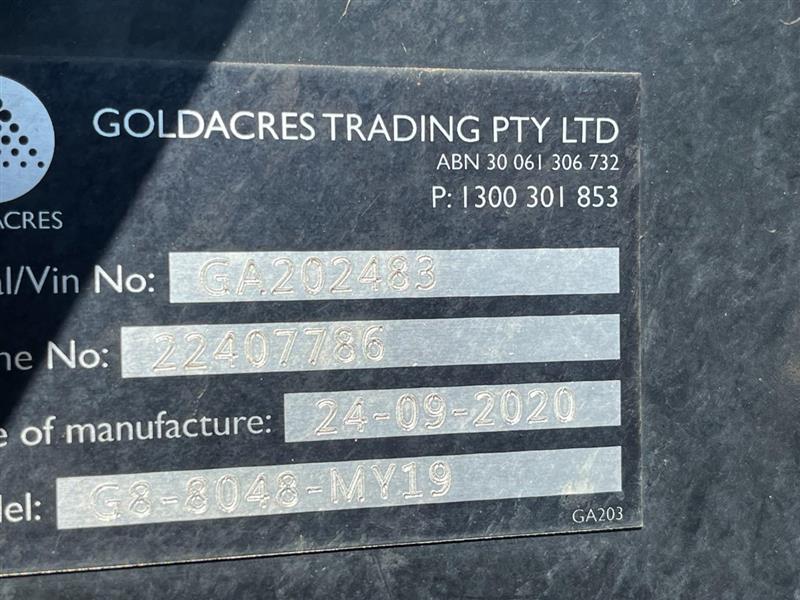 GOLDACRES TRADING PTY LTD
ABN 30 061 306 732
P: 1300 301 853
ACRES
al/Vin No: GA202483
ne No: 22407786
e of manufacture: 24-09-2020
del: G8-8048-MY19
GA203